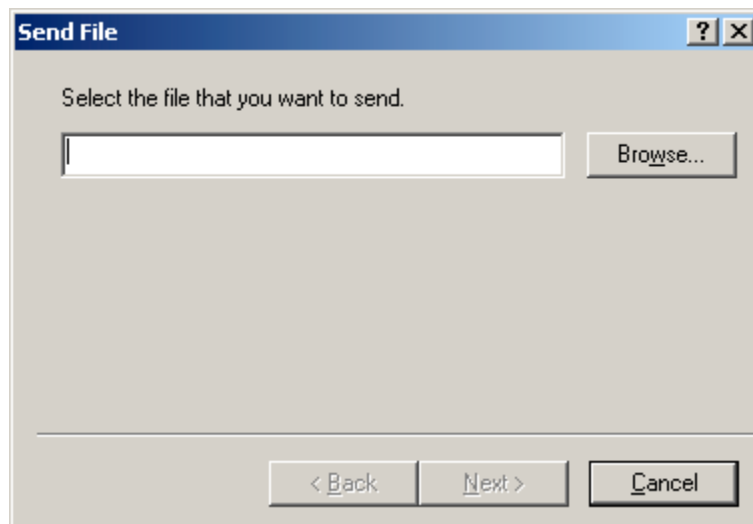 Send File
Select the file that you want to send.
Browse...
< Back Next > Cancel